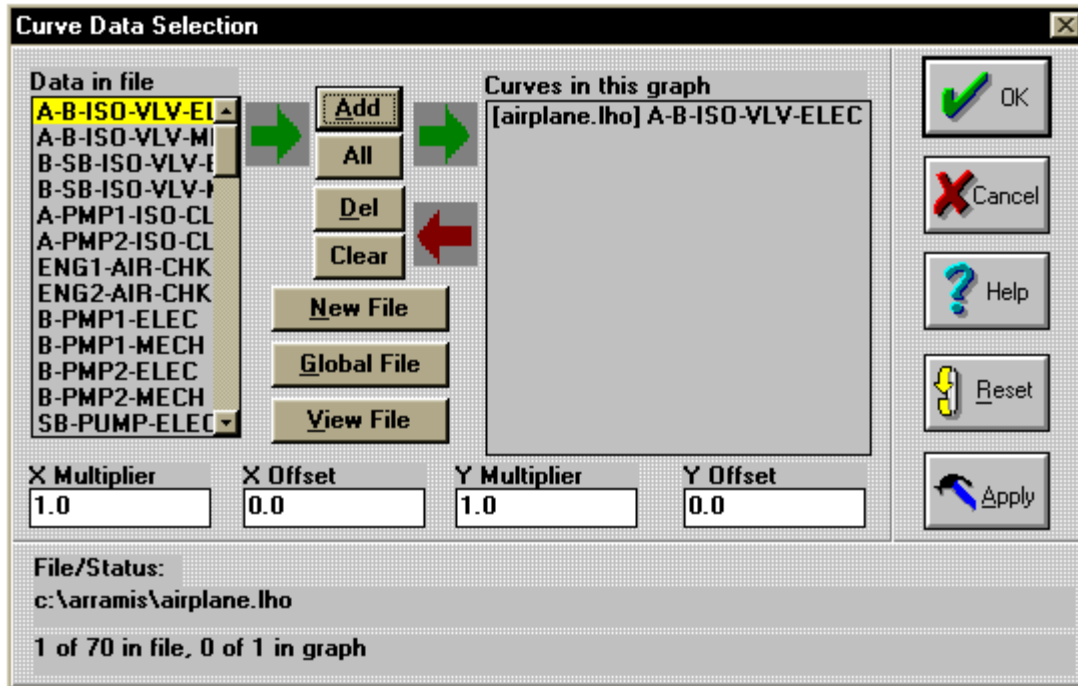 Curve Data Selection
Data in file
A-B-ISO-VLV-EL
A-B-ISO-VLV-M
B-SB-ISO-VLV-E
B-SB-ISO-VLV-M
A-PMP1-ISO-CL
A-PMP2-ISO-CL
ENG1-AIR-CHK
ENG2-AIR-CHK
B-PMP1-ELEC
B-PMP1-MECH
B-PMP2-ELEC
B-PMP2-MECH
SB-PUMP-ELEC
Add
All
Del
Clear
New File
Global File
View File
Curves in this graph
[airplane.lho] A-B-ISO-VLV-ELEC
OK
Cancel
Help
Reset
Apply
X Multiplier X Offset Y Multiplier Y Offset
1.0 0.0 1.0 0.0
File/Status:
c:\arramis\airplane.lho
1 of 70 in file, 0 of 1 in graph